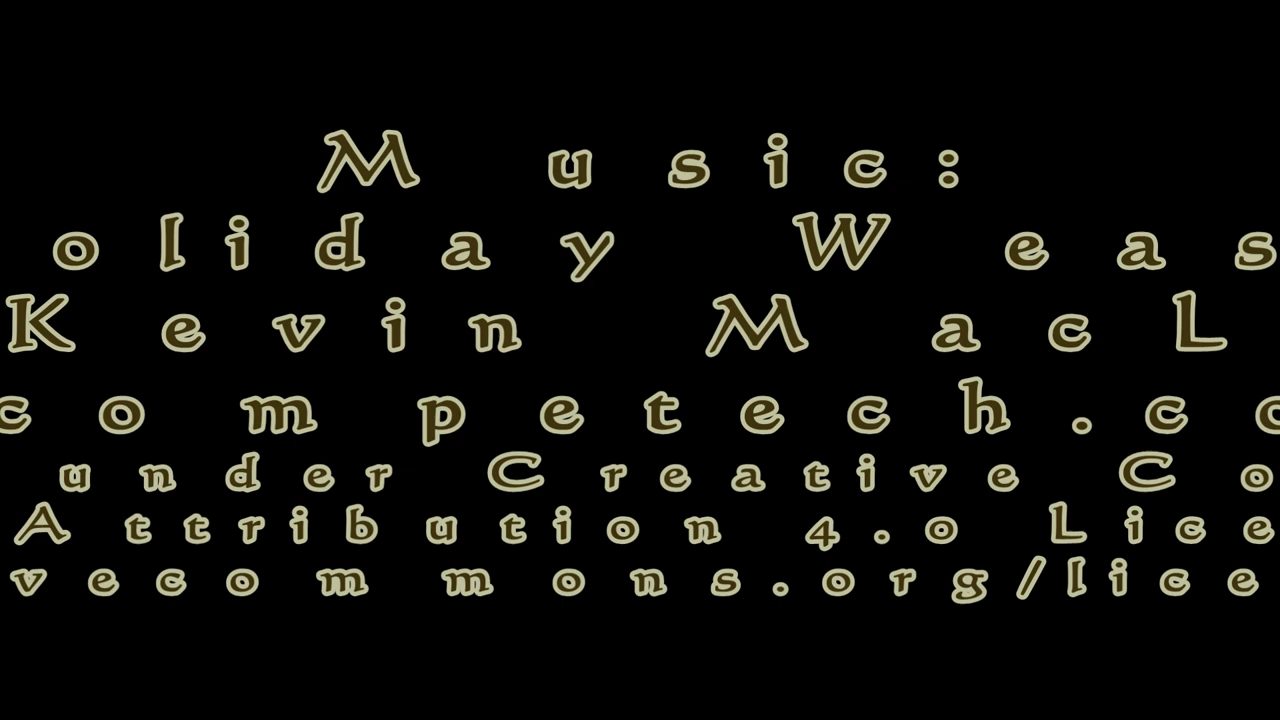 Music:
oliday Weas
Kevin MacL
competech.co
under Creative Co
Attribution 4.0 Lice
vecommons.org/lice